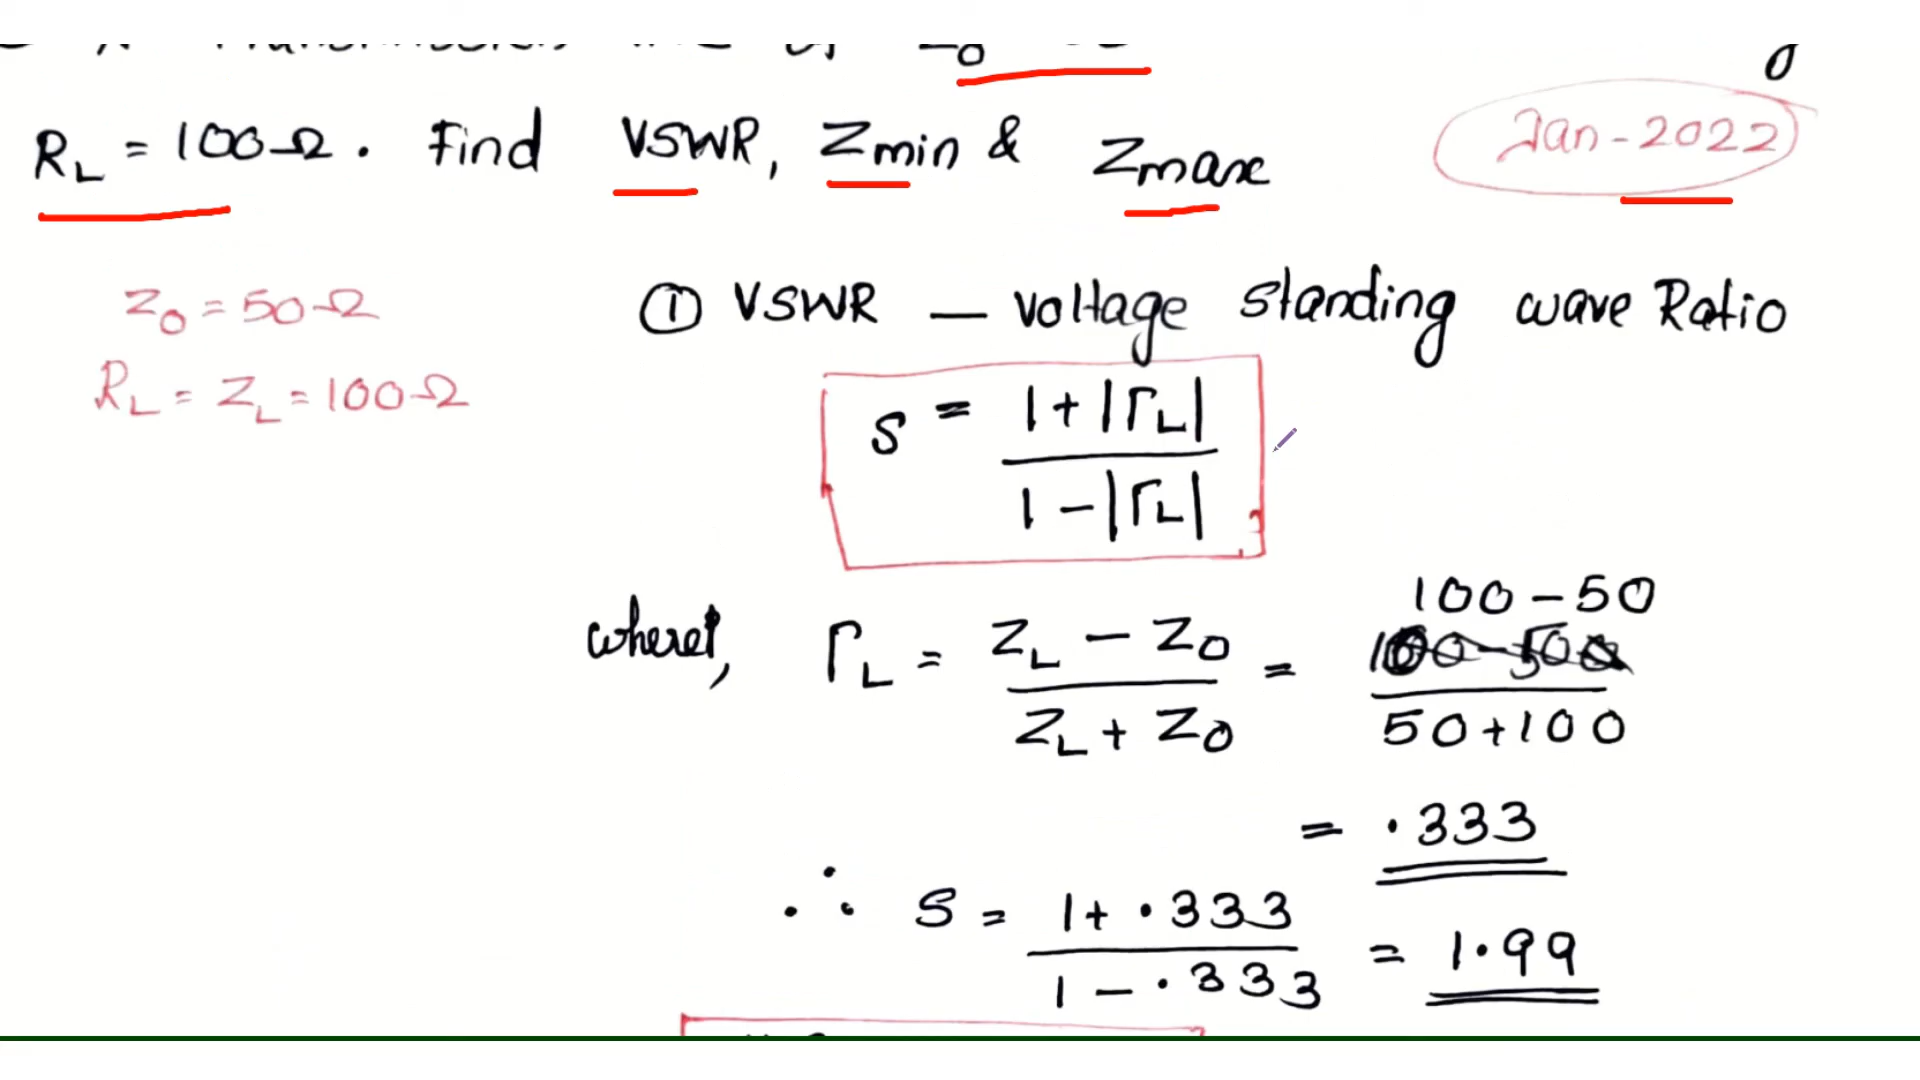 Z0
RL = 100Ω. Find VSWR, Zmin & Zmax
Jan-2022
Z0 = 50Ω
RL = ZL = 100Ω
① VSWR — Voltage Standing wave Ratio
S = 1+|ΓL| / 1-|ΓL|
where, ΓL = ZL - Z0 / ZL + Z0 = 100-50 / 50+100
= .333
∴ S = 1+ .333 / 1 - .333 = 1.99